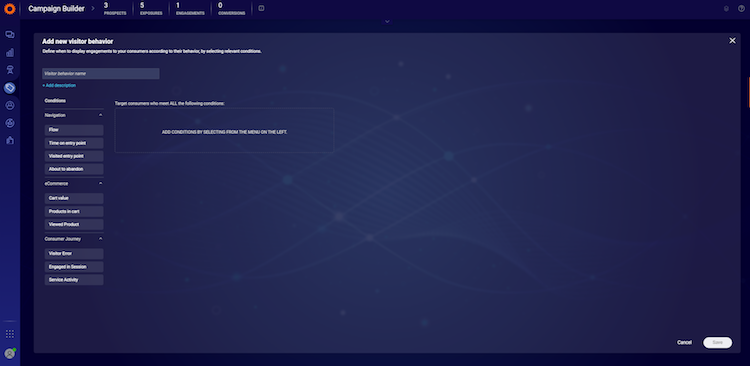 Campaign Builder
3
PROSPECTS
5
EXPOSURES
1
ENGAGEMENTS
0
CONVERSIONS
Add new visitor behavior
Define when to display engagements to your consumers according to their behavior, by selecting relevant conditions.
Visitor behavior name
+ Add description
Conditions
Target consumers who meet ALL the following conditions:
Navigation
ADD CONDITIONS BY SELECTING FROM THE MENU ON THE LEFT.
Flow
Time on entry point
Visited entry point
About to abandon
eCommerce
Cart value
Products in cart
Viewed Product
Consumer Journey
Visitor Error
Engaged in Session
Service Activity
Cancel
Save